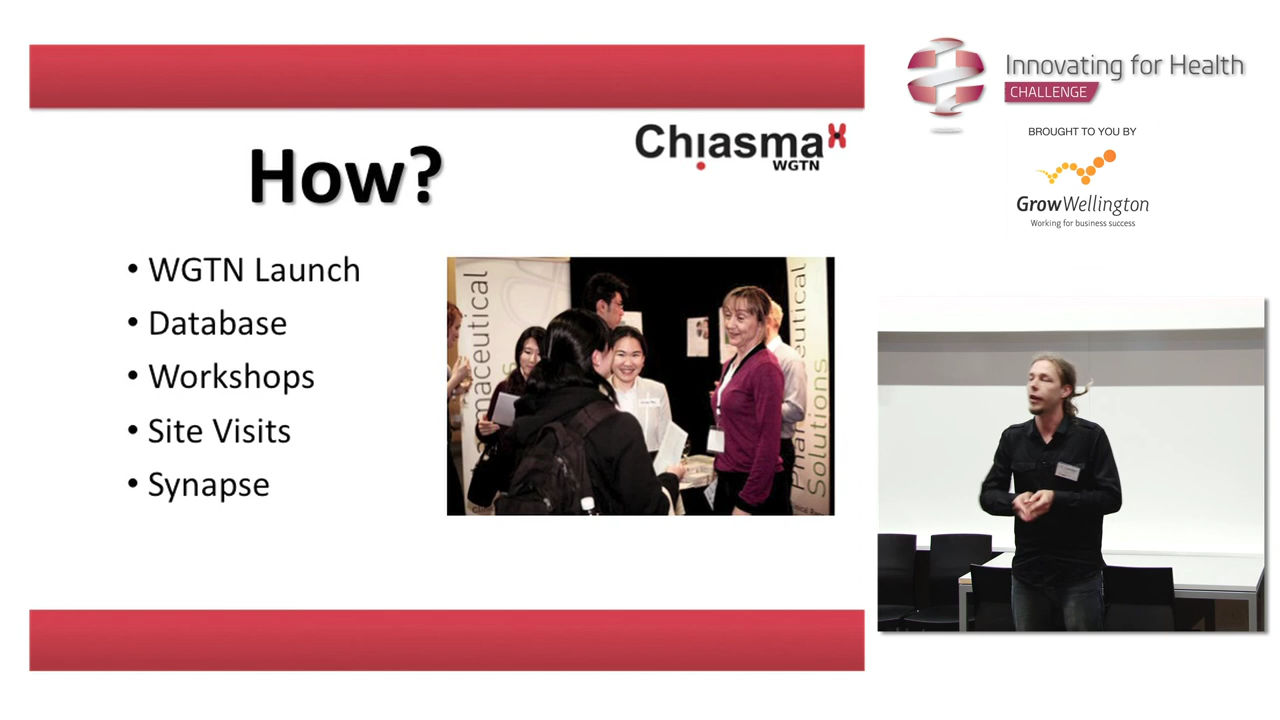 How?
Chiasma
WGTN
• WGTN Launch
• Database
• Workshops
• Site Visits
• Synapse
Solutions
Innovating for Health
CHALLENGE
BROUGHT TO YOU BY
GrowWellington
Working for business success